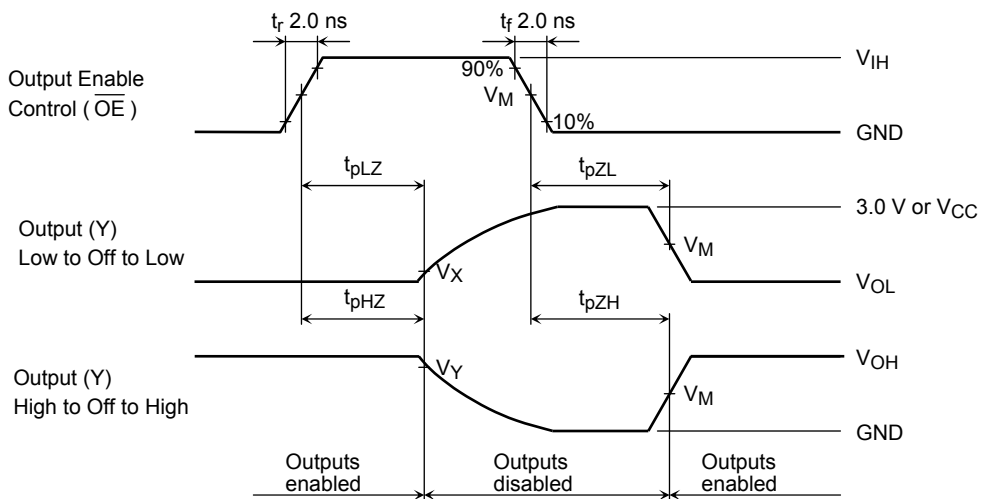 tr 2.0 ns
tf 2.0 ns
Output Enable
Control ( OE )
90%
VM
10%
VIH
GND
tpLZ
tpZL
Output (Y)
Low to Off to Low
3.0 V or VCC
VM
VX
VOL
tpHZ
tpZH
Output (Y)
High to Off to High
VY
VOH
VM
GND
Outputs
enabled
Outputs
disabled
Outputs
enabled